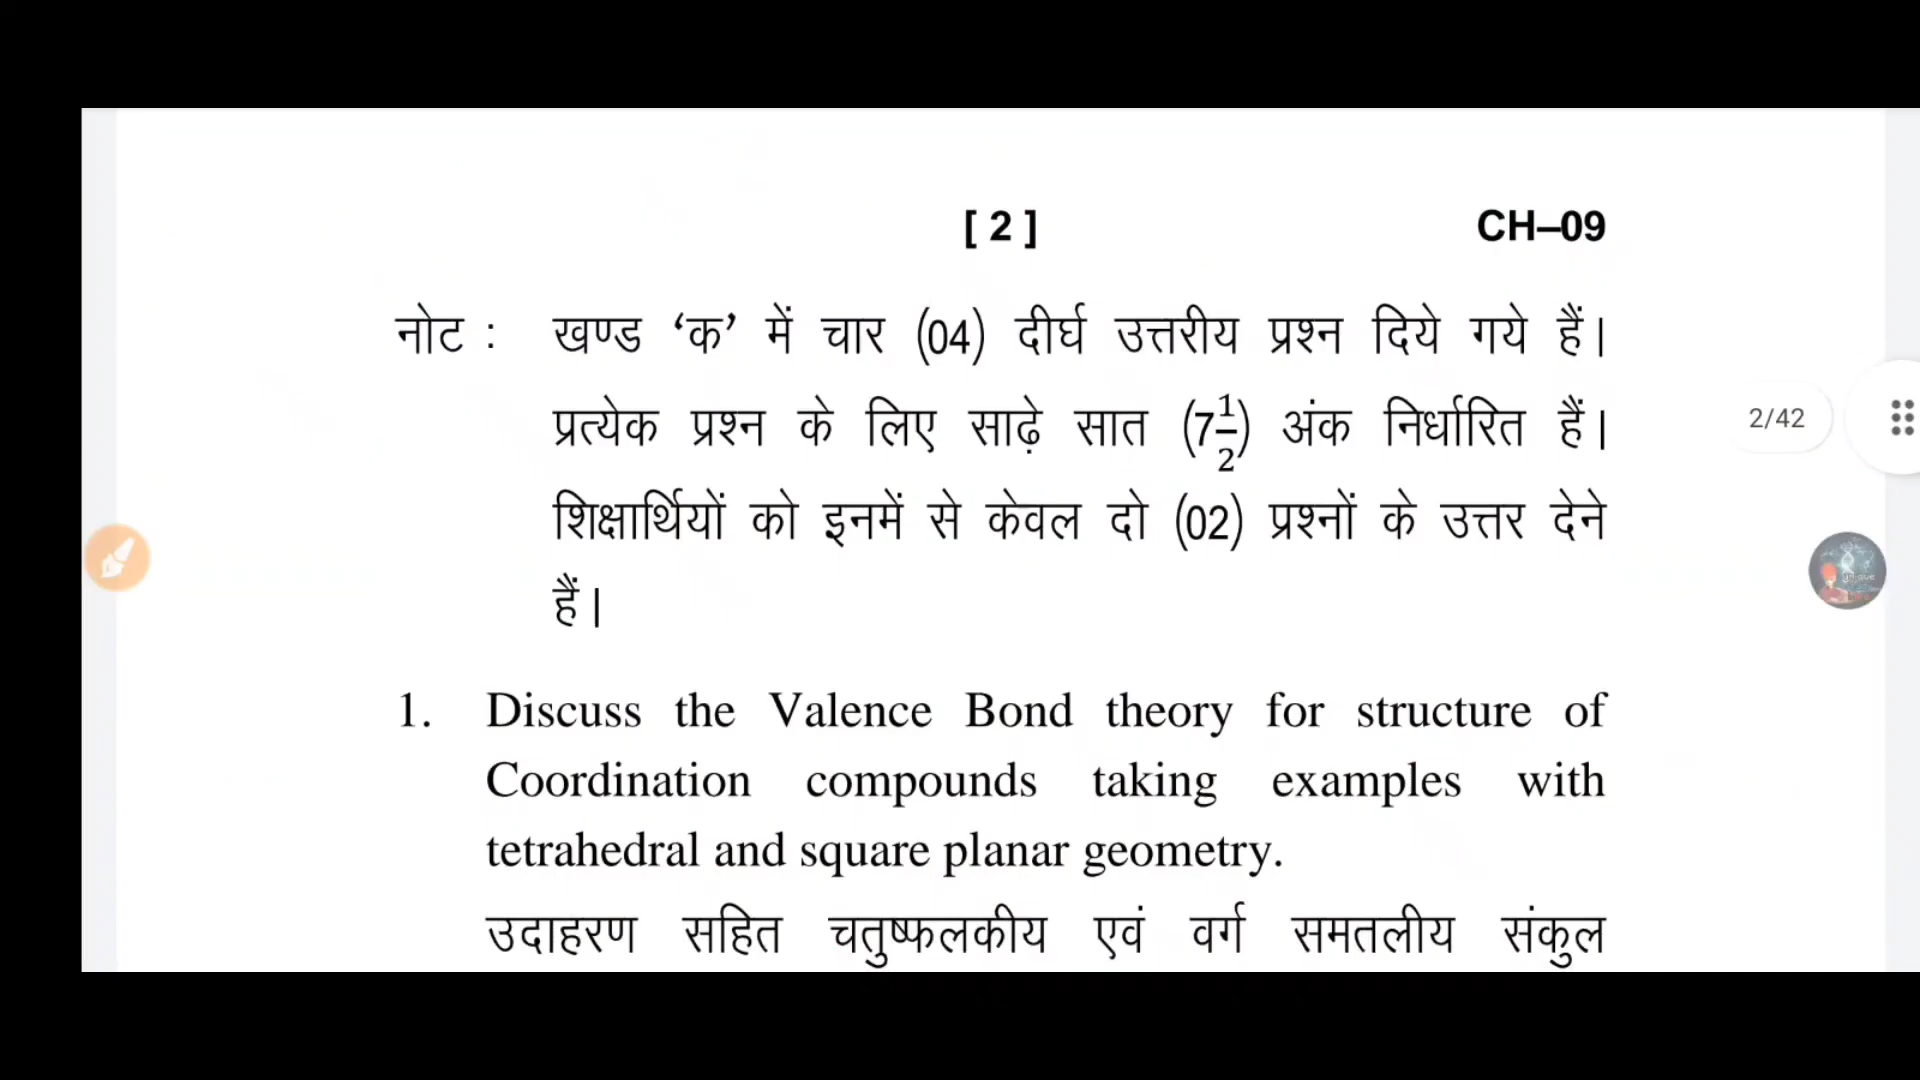 [ 2 ] CH–09
नोट : खण्ड ‘क’ में चार (04) दीर्घ उत्तरीय प्रश्न दिये गये हैं।
प्रत्येक प्रश्न के लिए साढ़े सात (7 1/2) अंक निर्धारित हैं।
2/42
शिक्षार्थियों को इनमें से केवल दो (02) प्रश्नों के उत्तर देने
हैं।
1. Discuss the Valence Bond theory for structure of
Coordination compounds taking examples with
tetrahedral and square planar geometry.
उदाहरण सहित चतुष्फलकीय एवं वर्ग समतलीय संकुल